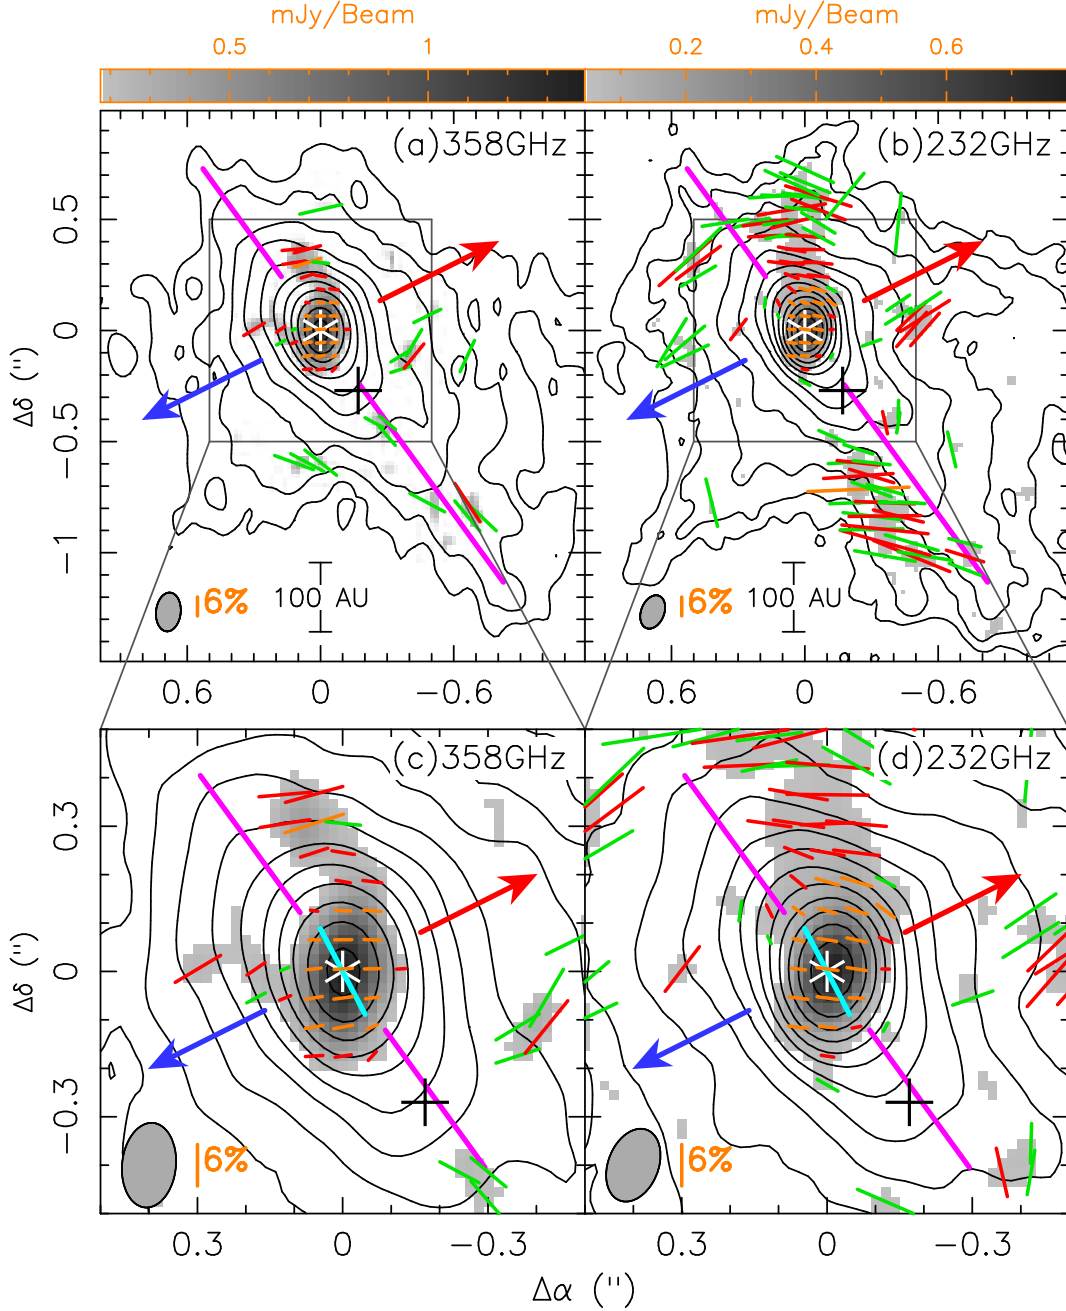 mJy/Beam mJy/Beam
0.5 1 0.2 0.4 0.6
(a)358GHz (b)232GHz
0.5
0
−0.5
−1
Δδ (")
6% 100 AU 6% 100 AU
0.6 0 −0.6 0.6 0 −0.6
(c)358GHz (d)232GHz
0.3
0
−0.3
Δδ (")
6% 6%
0.3 0 −0.3 0.3 0 −0.3
Δα (")